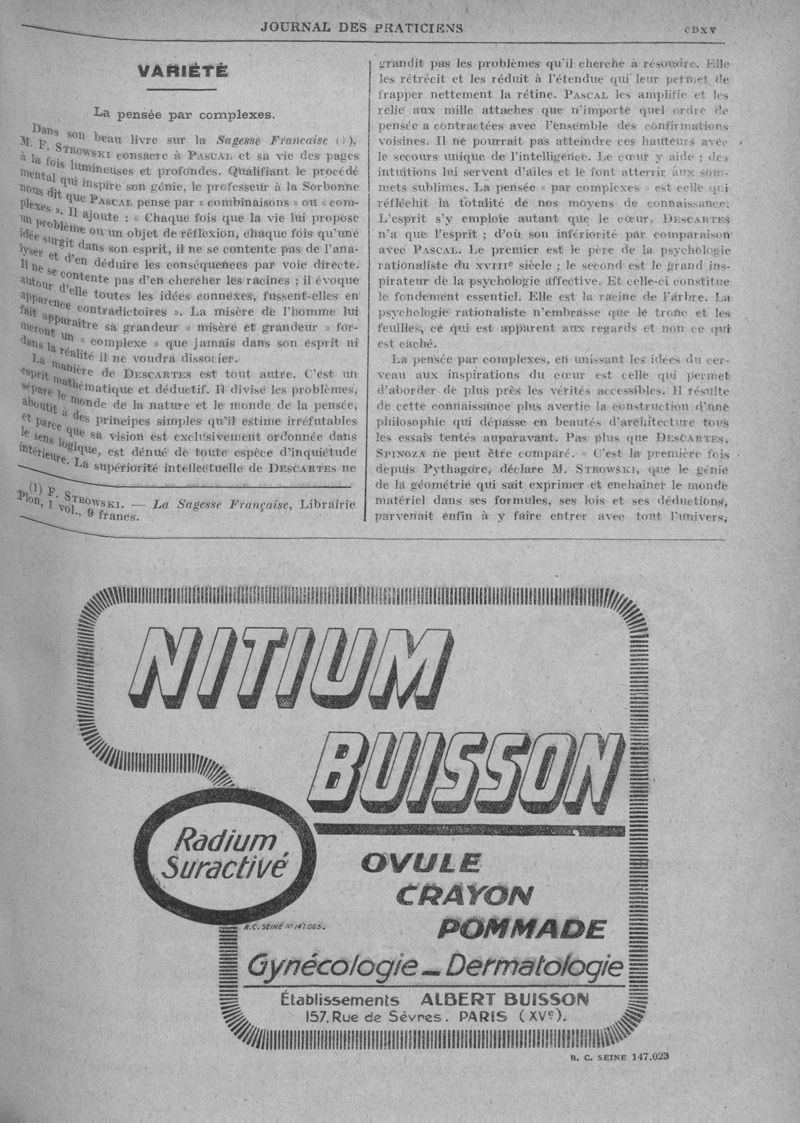 JOURNAL DES PRATICIENS
CDXV
VARIÉTÉ
La pensée par complexes.
Dans son beau livre sur la Sagesse Française (1),
M. F. STROWSKI consacre à PASCAL et sa vie des pages
à la fois lumineuses et profondes. Qualifiant le procédé
mental qui inspire son génie, le professeur à la Sorbonne
nous dit que PASCAL pense par « combinaisons » ou « com-
plexes ». Il ajoute : « Chaque fois que la vie lui propose
un problème ou un objet de réflexion, chaque fois qu'une
idée surgit dans son esprit, il ne se contente pas de l'ana-
lyser et d'en déduire les conséquences par voie directe.
Il ne se contente pas d'en chercher les racines ; il évoque
autour d'elle toutes les idées connexes, fussent-elles en
apparence contradictoires ». La misère de l'homme lui
fait apparaître sa grandeur « misère et grandeur » for-
meront un « complexe » que jamais dans son esprit ni
dans la réalité il ne voudra dissocier.
La manière de DESCARTES est tout autre. C'est un
esprit mathématique et déductif. Il divise les problèmes,
sépare le monde de la nature et le monde de la pensée,
aboutit à des principes simples qu'il estime irréfutables
et parce que sa vision est exclusivement ordonnée dans
le sens logique, est dénué de toute espèce d'inquiétude
intérieure. La supériorité intellectuelle de DESCARTES ne
(1) F. STROWSKI. — La Sagesse Française, Librairie
Plon, 1 vol., 9 francs.
grandit pas les problèmes qu'il cherche à résoudre. Elle
les rétrécit et les réduit à l'étendue qui leur permet de
frapper nettement la rétine. PASCAL les amplifie et les
relie aux mille attaches que n'importe quel ordre de
pensée a contractées avec l'ensemble des confirmations
voisines. Il ne pourrait pas atteindre ces hauteurs avec
le secours unique de l'intelligence. Le cœur y aide ; des
intuitions lui servent d'ailes et le font atterrir aux som-
mets sublimes. La pensée « par complexes » est celle qui
réfléchit la totalité de nos moyens de connaissance.
L'esprit s'y emploie autant que le cœur. DESCARTES
n'a que l'esprit ; d'où son infériorité par comparaison
avec PASCAL. Le premier est le père de la psychologie
rationaliste du XVIIIe siècle ; le second est le grand ins-
pirateur de la psychologie affective. Et celle-ci constitue
le fondement essentiel. Elle est la racine de l'arbre. La
psychologie rationaliste n'embrasse que le tronc et les
feuilles, ce qui est apparent aux regards et non ce qui
est caché.
La pensée par complexes, en unissant les idées du cer-
veau aux inspirations du cœur est celle qui permet
d'aborder de plus près les vérités accessibles. Il résulte
de cette connaissance plus avertie la construction d'une
philosophie qui dépasse en beautés d'architecture tous
les essais tentés auparavant. Pas plus que DESCARTES,
SPINOZA ne peut être comparé. « C'est la première fois
depuis Pythagore, déclare M. STROWSKI, que le génie
de la géométrie qui sait exprimer et enchaîner le monde
matériel dans ses formules, ses lois et ses déductions,
parvenait enfin à y faire entrer avec tout l'univers,
NITIUM
BUISSON
Radium
Suractivé
OVULE
CRAYON
POMMADE
R.C. SEINE N° 147.023.
Gynécologie - Dermatologie
Établissements ALBERT BUISSON
157, Rue de Sèvres. PARIS (XVe).
R. C. SEINE 147.023